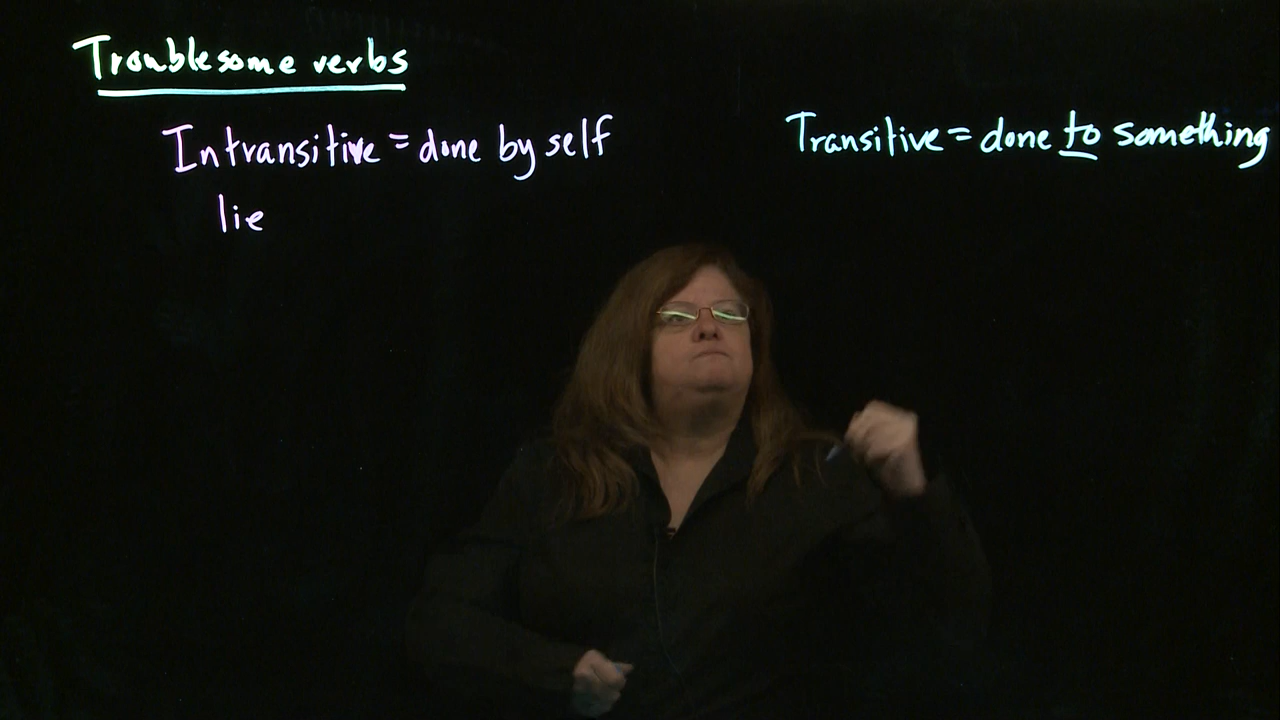 Troublesome verbs
Intransitive = done by self
Transitive = done to something
lie